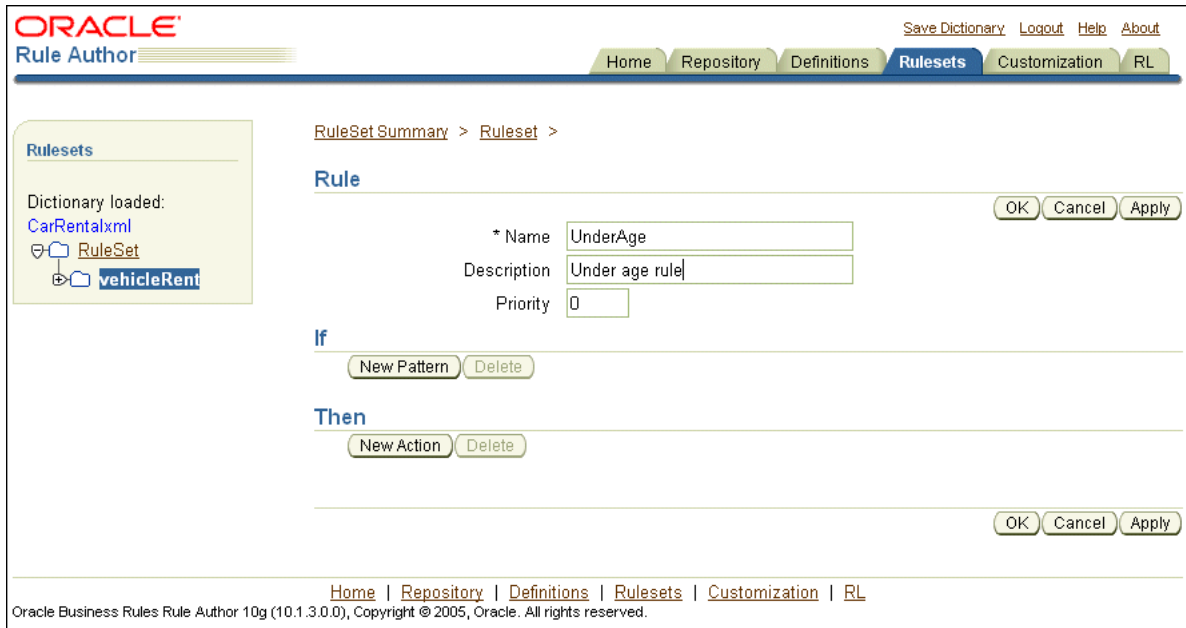 ORACLE
Rule Author
Save Dictionary Logout Help About
Home Repository Definitions Rulesets Customization RL
Rulesets
Dictionary loaded:
CarRentalxml
RuleSet
vehicleRent
RuleSet Summary > Ruleset >
Rule
OK Cancel Apply
* Name UnderAge
Description Under age rule
Priority 0
If
New Pattern Delete
Then
New Action Delete
OK Cancel Apply
Home | Repository | Definitions | Rulesets | Customization | RL
Oracle Business Rules Rule Author 10g (10.1.3.0.0), Copyright © 2005, Oracle. All rights reserved.